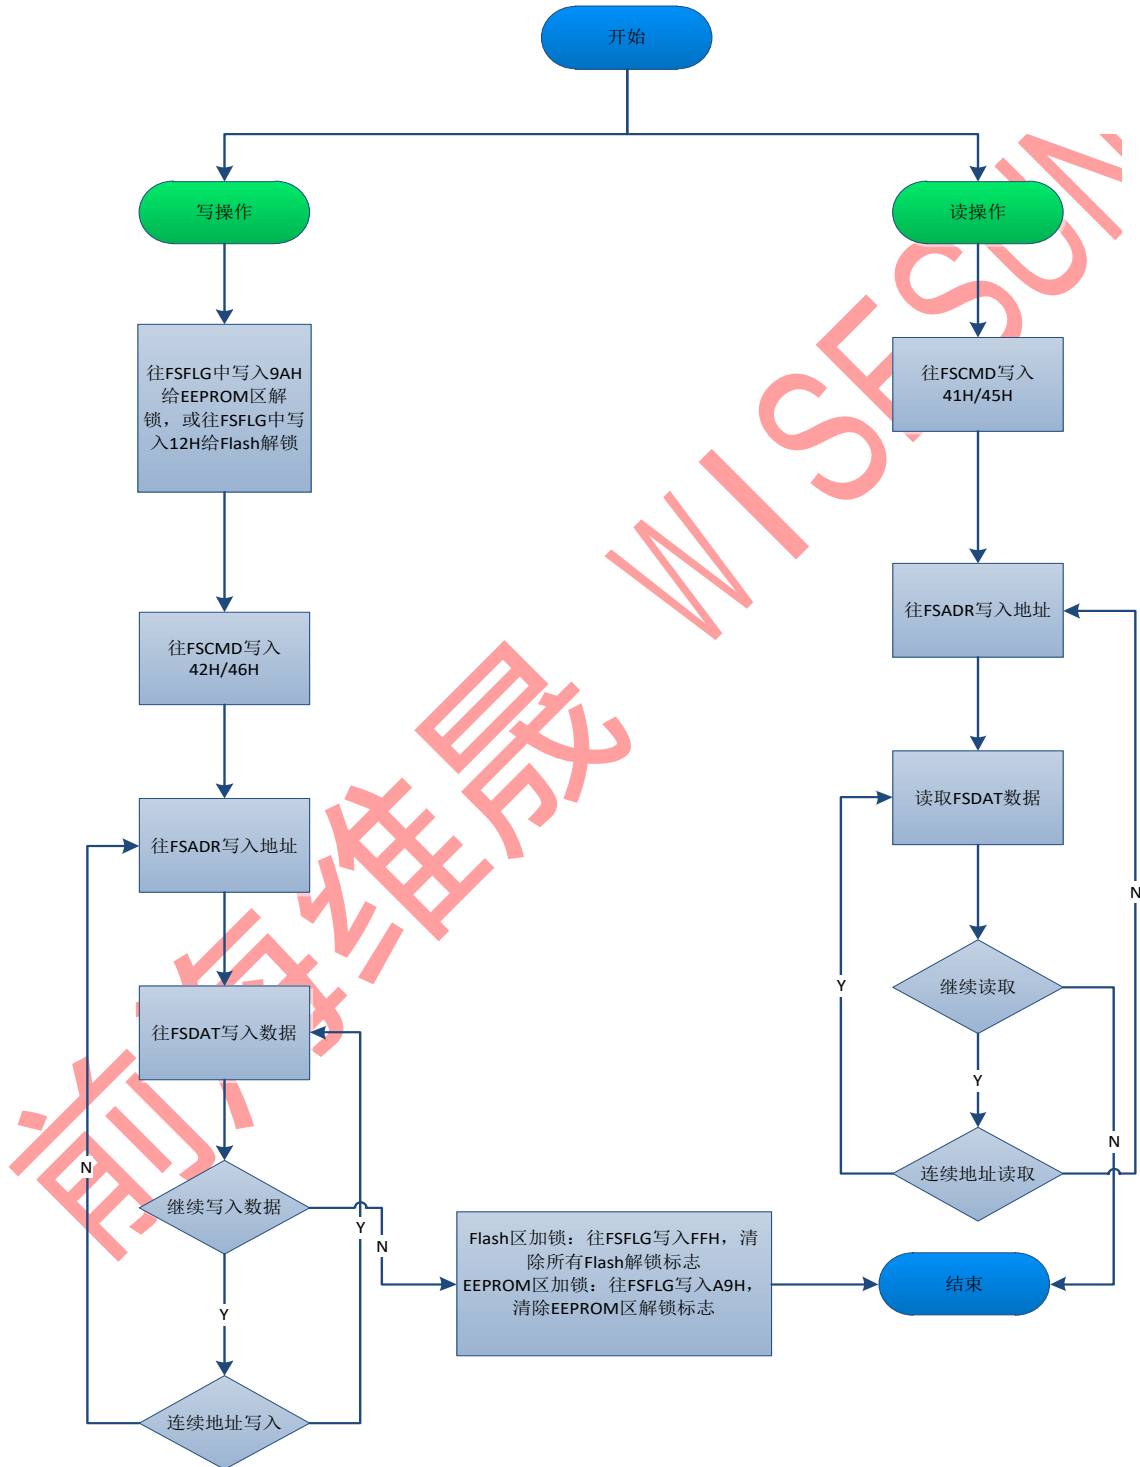 开始
写操作
读操作
往FSFLG中写入9AH
给EEPROM区解
锁，或往FSFLG中写
入12H给Flash解锁
往FSCMD写入
41H/45H
往FSADR写入地址
往FSCMD写入
42H/46H
读取FSDAT数据
往FSADR写入地址
N
Y
继续读取
往FSDAT写入数据
Y
N
连续地址读取
N
继续写入数据
Y
N
Flash区加锁：往FSFLG写入FFH，清
除所有Flash解锁标志
EEPROM区加锁：往FSFLG写入A9H，
清除EEPROM区解锁标志
结束
Y
连续地址写入
前海维晟 WISESUN